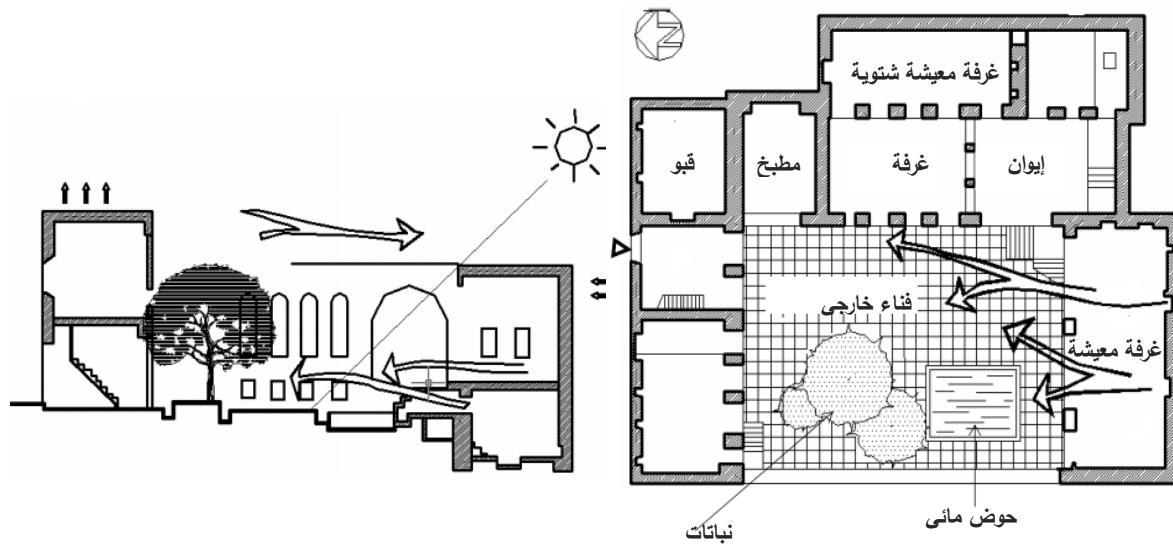 غرفة معيشة شتوية
قبو
مطبخ
غرفة
إيوان
فناء خارجى
غرفة معيشة
حوض مائى
نباتات